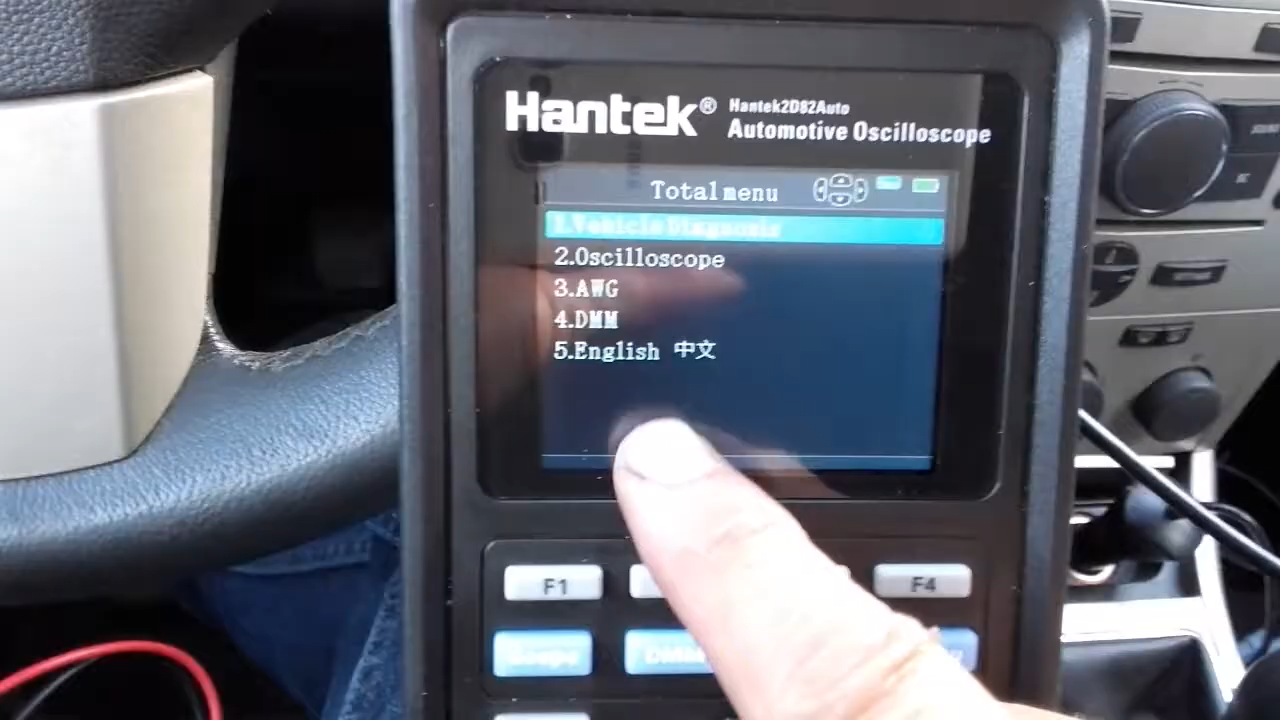 Hantek® Hantek2D82Auto
Automotive Oscilloscope
Total menu
1.Vehicle Diagnosis
2.Oscilloscope
3.AWG
4.DMM
5.English 中文
F1
F4
Scope